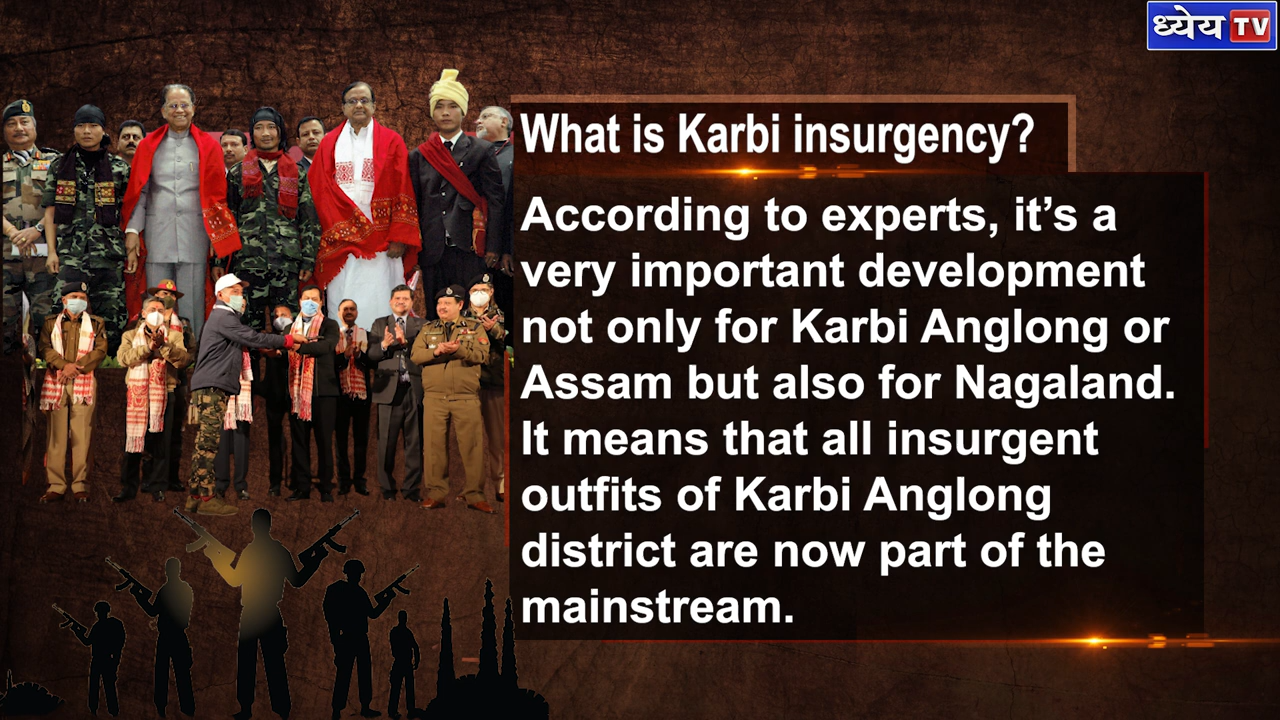 ध्येय TV
What is Karbi insurgency?
According to experts, it’s a
very important development
not only for Karbi Anglong or
Assam but also for Nagaland.
It means that all insurgent
outfits of Karbi Anglong
district are now part of the
mainstream.